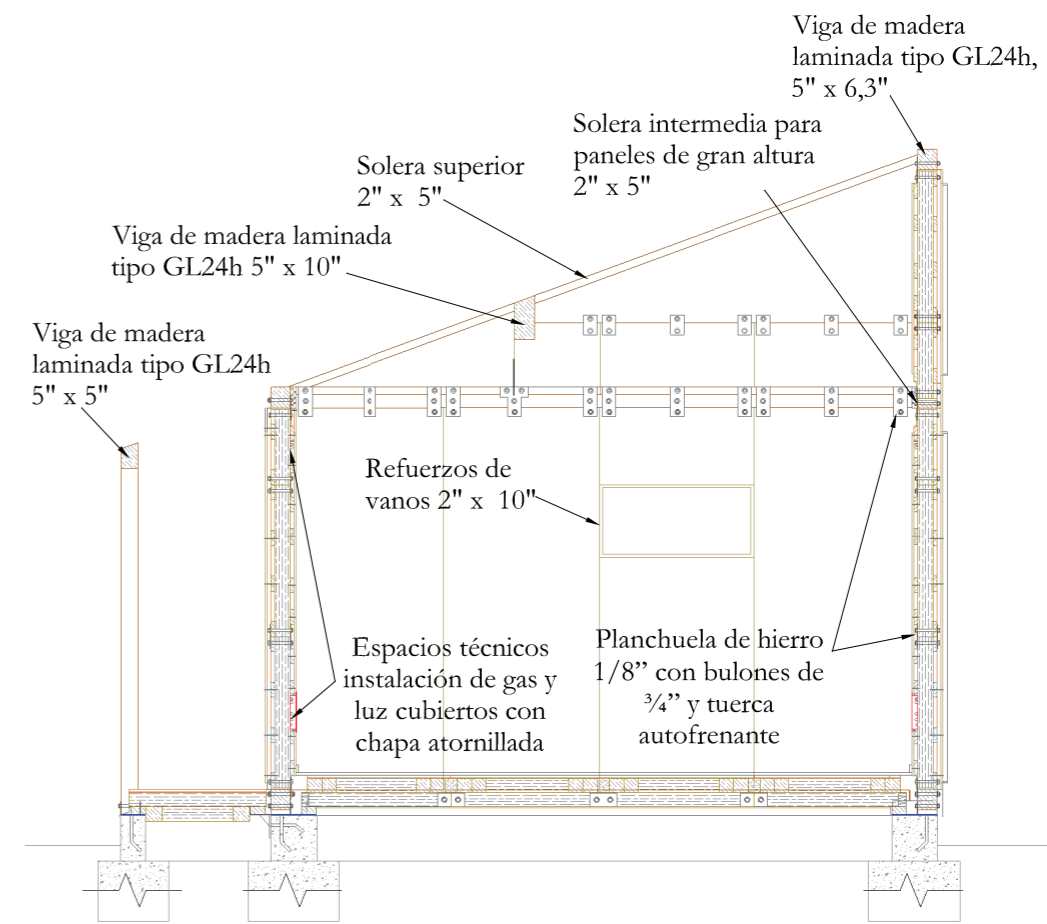 Viga de madera
laminada tipo GL24h,
5" x 6,3"
Solera intermedia para
paneles de gran altura
2" x 5"
Solera superior
2" x 5"
Viga de madera laminada
tipo GL24h 5" x 10"
Viga de madera
laminada tipo GL24h
5" x 5"
Refuerzos de
vanos 2" x 10"
Espacios técnicos
instalación de gas y
luz cubiertos con
chapa atornillada
Planchuela de hierro
1/8” con bulones de
¾” y tuerca
autofrenante